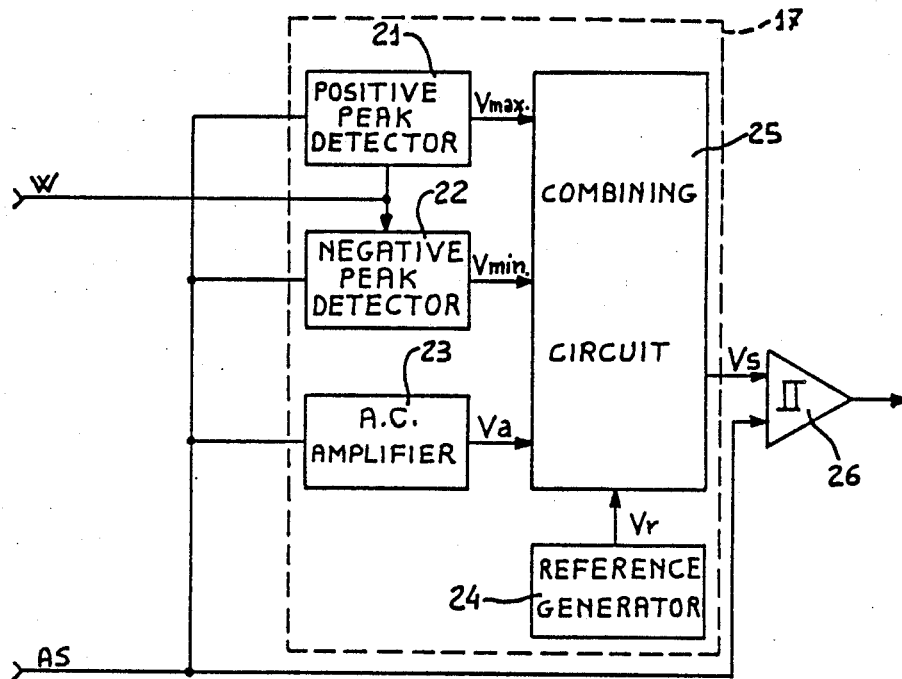 17
21
POSITIVE
PEAK
DETECTOR
Vmax.
25
W
COMBINING
22
NEGATIVE
PEAK
DETECTOR
Vmin.
CIRCUIT
23
A.C.
AMPLIFIER
Va
Vs
26
Vr
24
REFERENCE
GENERATOR
AS